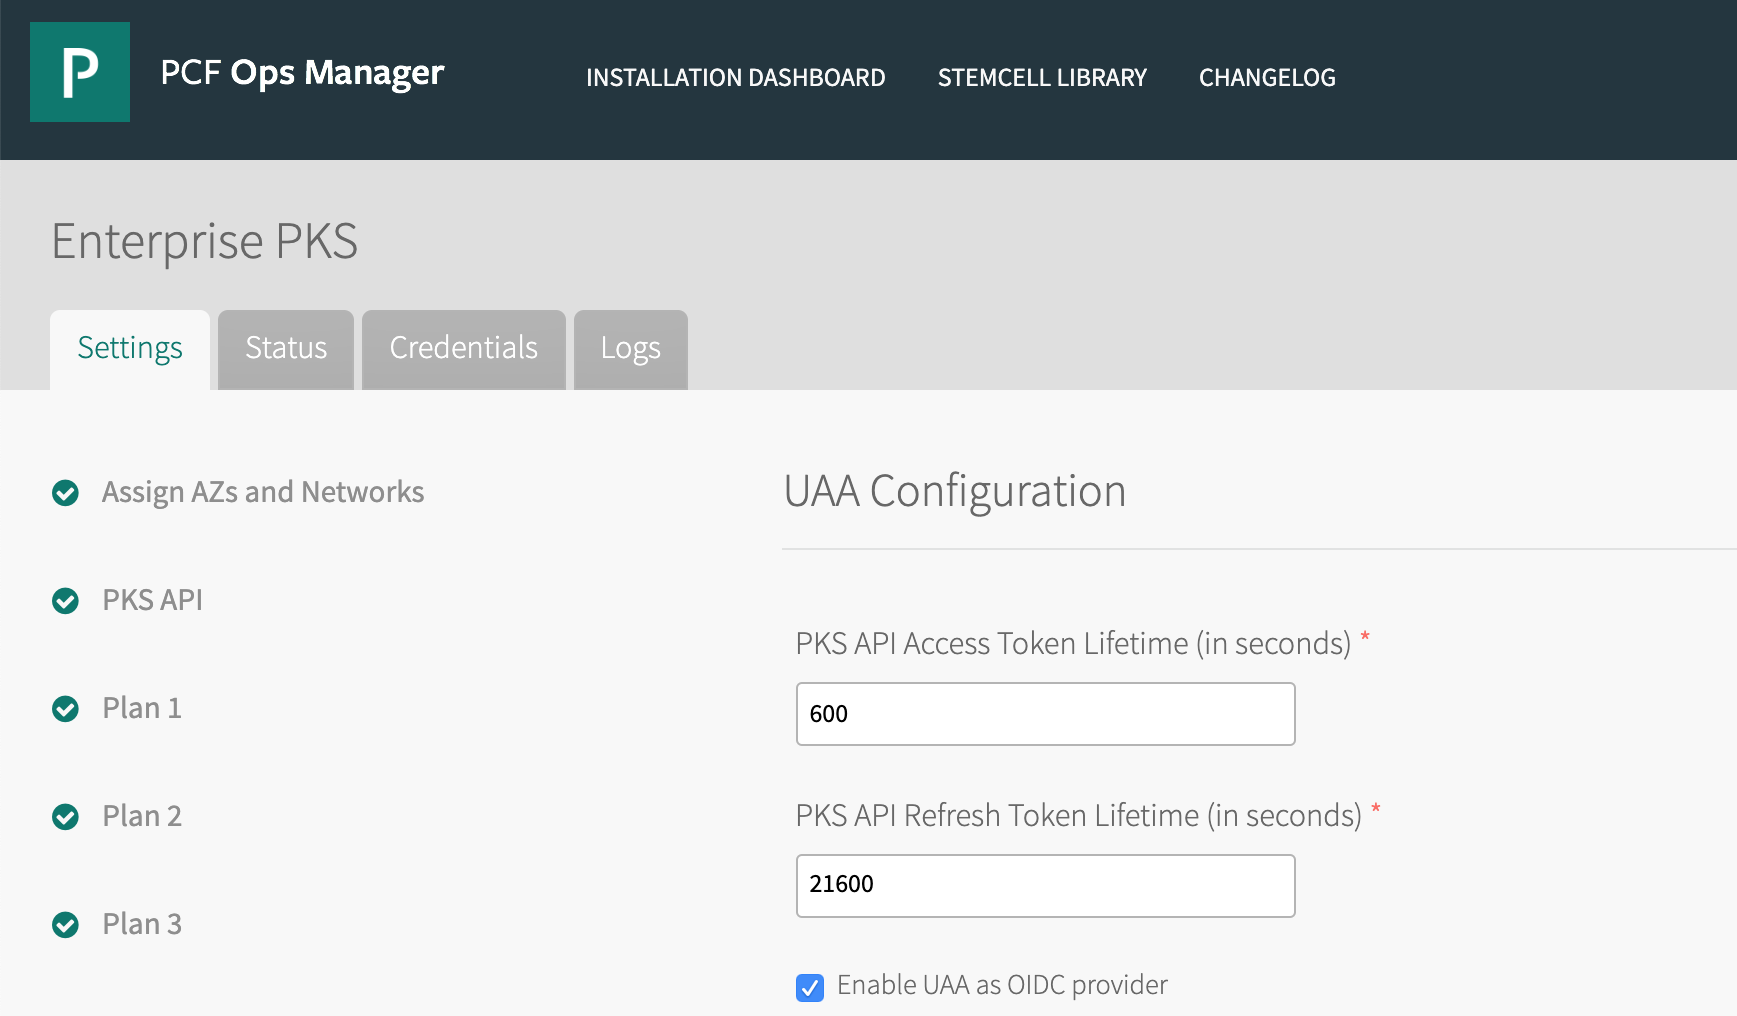 P
PCF Ops Manager
INSTALLATION DASHBOARD
STEMCELL LIBRARY
CHANGELOG
Enterprise PKS
Settings
Status
Credentials
Logs
Assign AZs and Networks
PKS API
Plan 1
Plan 2
Plan 3
UAA Configuration
PKS API Access Token Lifetime (in seconds) *
600
PKS API Refresh Token Lifetime (in seconds) *
21600
Enable UAA as OIDC provider